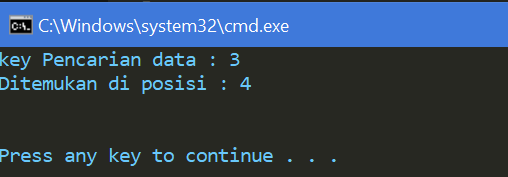 C:\Windows\system32\cmd.exe
key Pencarian data : 3
Ditemukan di posisi : 4
Press any key to continue . . .